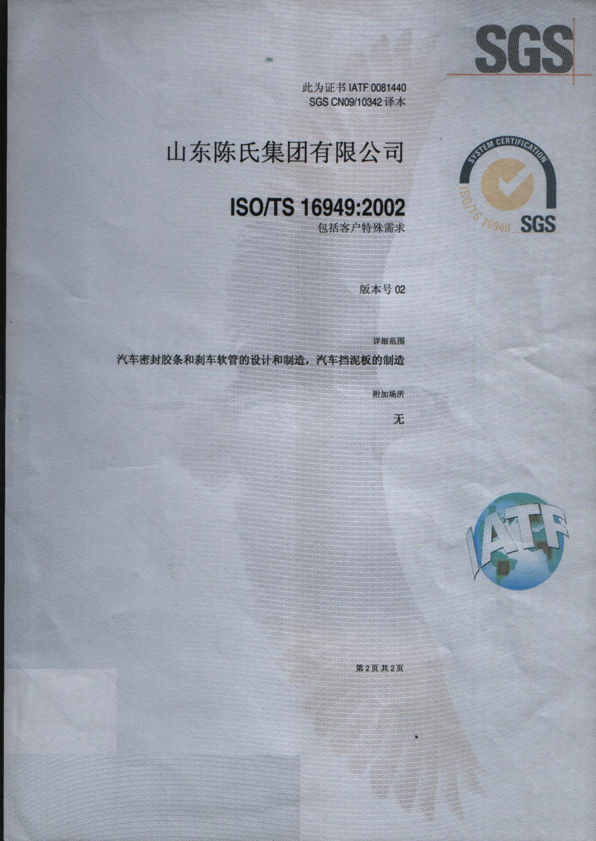 SGS
此为证书 IATF 0081440
SGS CN09/10342 译本
山东陈氏集团有限公司
SYSTEM CERTIFICATION
ISO/TS 16949
SGS
ISO/TS 16949:2002
包括客户特殊需求
版本号 02
详细范围
汽车密封胶条和刹车软管的设计和制造，汽车挡泥板的制造
附加场所
无
IATF
第 2 页 共 2 页